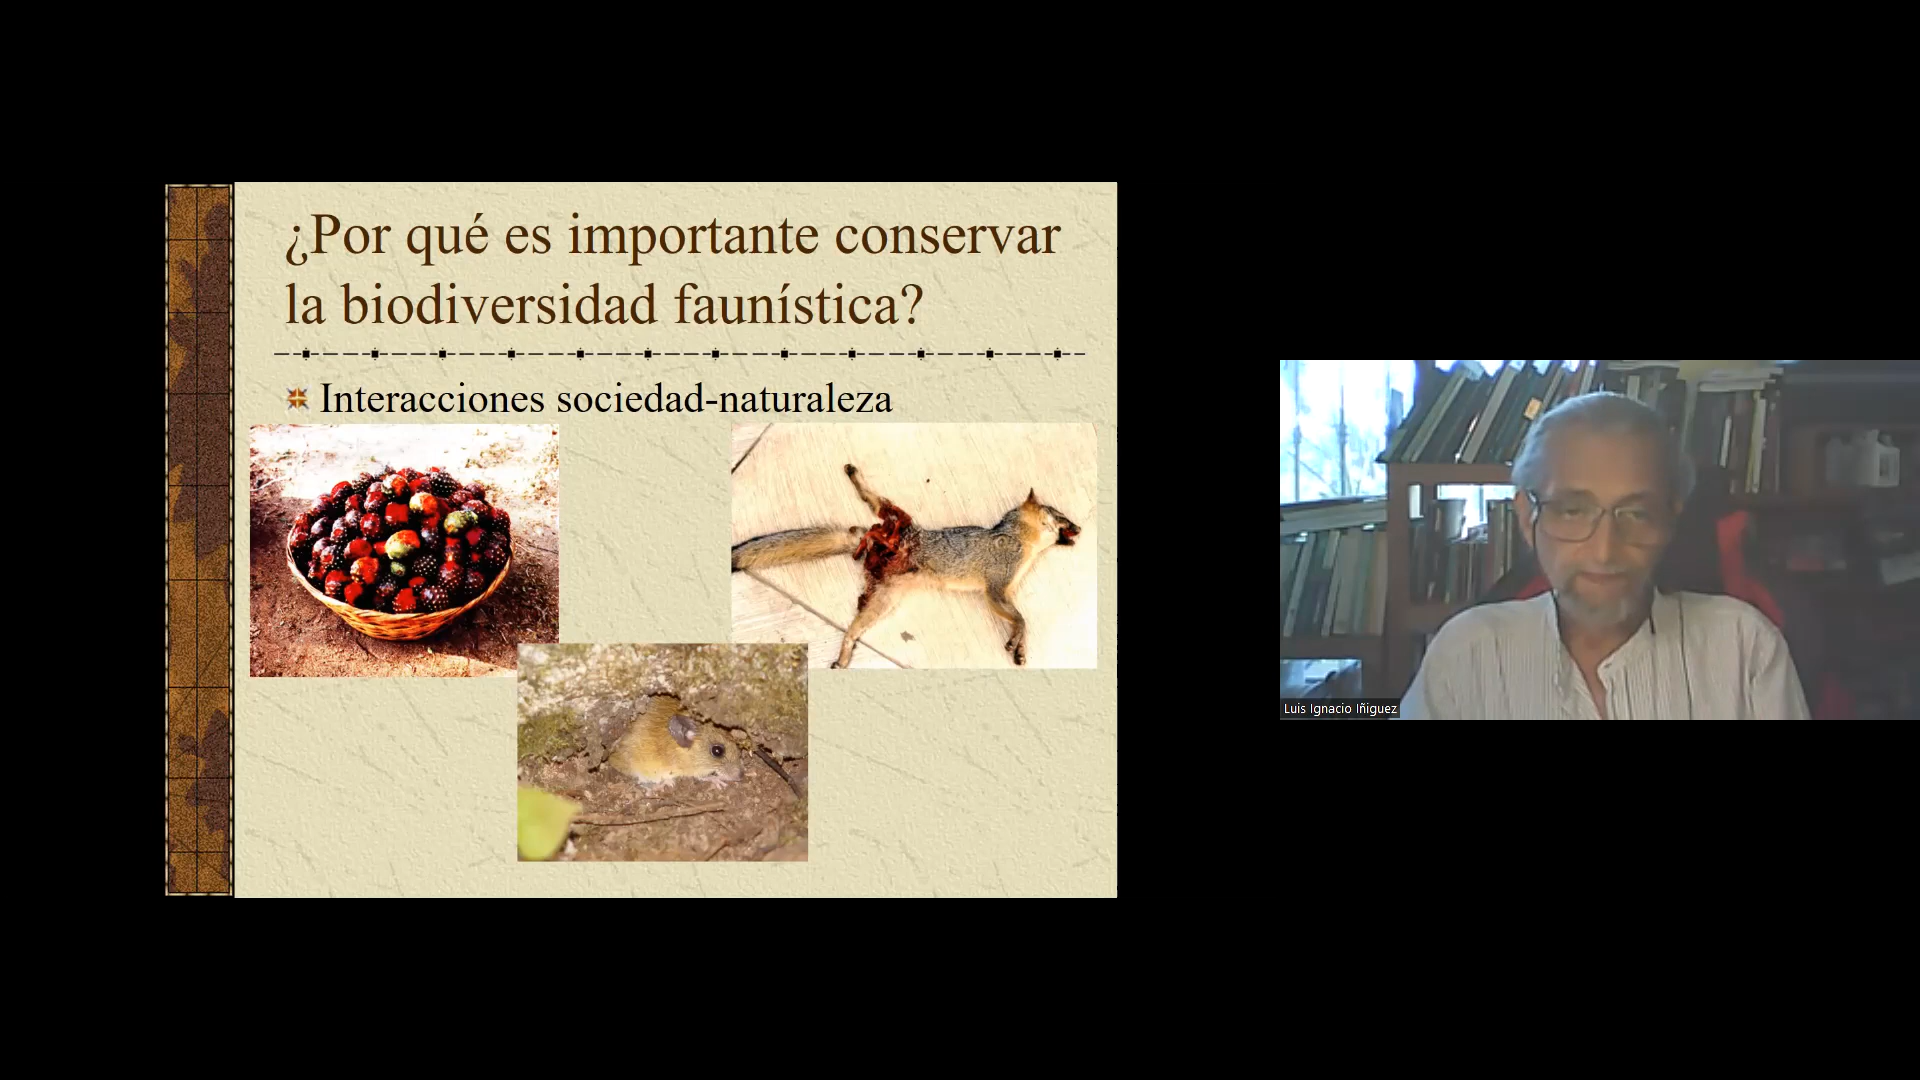 ¿Por qué es importante conservar
la biodiversidad faunística?
Interacciones sociedad-naturaleza
Luis Ignacio Iñiguez